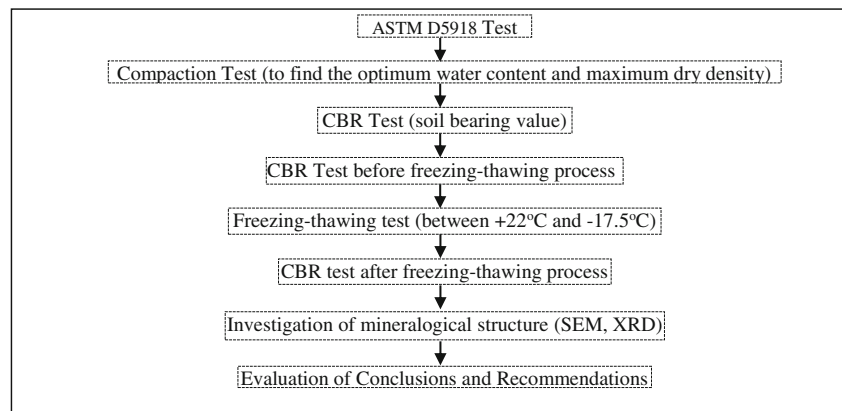 ASTM D5918 Test
Compaction Test (to find the optimum water content and maximum dry density)
CBR Test (soil bearing value)
CBR Test before freezing-thawing process
Freezing-thawing test (between +22°C and -17.5°C)
CBR test after freezing-thawing process
Investigation of mineralogical structure (SEM, XRD)
Evaluation of Conclusions and Recommendations